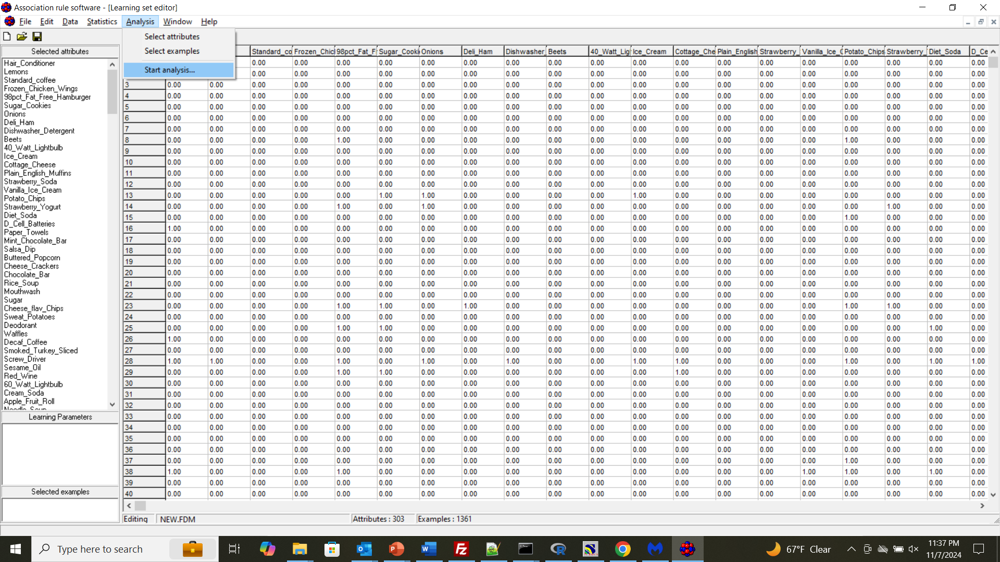 Association rule software - [Learning set editor]
File Edit Data Statistics Analysis Window Help
Select attributes
Select examples
Start analysis...
Selected attributes
Hair_Conditioner
Lemons
Standard_coffee
Frozen_Chicken_Wings
98pct_Fat_Free_Hamburger
Sugar_Cookies
Onions
Deli_Ham
Dishwasher_Detergent
Beets
40_Watt_Lightbulb
Ice_Cream
Cottage_Cheese
Plain_English_Muffins
Strawberry_Soda
Vanilla_Ice_Cream
Potato_Chips
Strawberry_Yogurt
Diet_Soda
D_Cell_Batteries
Paper_Towels
Mint_Chocolate_Bar
Salsa_Dip
Buttered_Popcorn
Cheese_Crackers
Chocolate_Bar
Rice_Soup
Mouthwash
Sugar
Cheese_flav_Chips
Sweat_Potatoes
Deodorant
Waffles
Decaf_Coffee
Smoked_Turkey_Sliced
Screw_Driver
Sesame_Oil
Red_Wine
60_Watt_Lightbulb
Cream_Soda
Apple_Fruit_Roll
Learning Parameters
Selected examples
Standard_co Frozen_Chic 98pct_Fat_F Sugar_Cooki Onions Deli_Ham Dishwasher_ Beets 40_Watt_Lig Ice_Cream Cottage_Che Plain_English Strawberry_ Vanilla_Ice_C Potato_Chips Strawberry_ Diet_Soda D_Ce
0.00 0.00 0.00 0.00 0.00 0.00 0.00 0.00 0.00 0.00 0.00 0.00 0.00 0.00 0.00 0.00 0.00 0.00
0.00 0.00 0.00 0.00 0.00 0.00 0.00 0.00 0.00 0.00 0.00 0.00 0.00 0.00 0.00 0.00 0.00 0.00
3 0.00 0.00 0.00 0.00 0.00 0.00 0.00 0.00 0.00 0.00 0.00 0.00 0.00 0.00 0.00 0.00 0.00 0.00 0.00 0.00
4 0.00 0.00 0.00 0.00 0.00 0.00 0.00 0.00 0.00 0.00 0.00 0.00 0.00 0.00 0.00 0.00 0.00 0.00 0.00 0.00
5 0.00 0.00 0.00 0.00 0.00 0.00 0.00 0.00 0.00 0.00 0.00 0.00 0.00 0.00 0.00 0.00 0.00 0.00 0.00 0.00
6 0.00 0.00 0.00 0.00 0.00 0.00 0.00 0.00 0.00 0.00 0.00 0.00 0.00 0.00 0.00 0.00 0.00 0.00 0.00 0.00
7 0.00 0.00 0.00 0.00 0.00 0.00 0.00 0.00 0.00 0.00 0.00 0.00 0.00 0.00 0.00 0.00 0.00 0.00 0.00 0.00
8 0.00 0.00 0.00 0.00 1.00 0.00 0.00 0.00 0.00 0.00 0.00 0.00 0.00 0.00 0.00 0.00 1.00 0.00 0.00 0.00
9 0.00 0.00 0.00 0.00 0.00 0.00 0.00 0.00 0.00 0.00 0.00 0.00 0.00 0.00 0.00 0.00 0.00 0.00 0.00 0.00
10 0.00 0.00 0.00 0.00 0.00 0.00 0.00 0.00 0.00 0.00 0.00 0.00 0.00 0.00 0.00 0.00 0.00 0.00 0.00 0.00
11 0.00 0.00 0.00 0.00 0.00 0.00 0.00 0.00 0.00 0.00 0.00 0.00 0.00 0.00 0.00 0.00 0.00 0.00 0.00 0.00
12 0.00 0.00 0.00 0.00 0.00 0.00 0.00 0.00 0.00 0.00 0.00 0.00 0.00 0.00 0.00 0.00 0.00 0.00 0.00 0.00
13 0.00 0.00 0.00 0.00 0.00 1.00 1.00 0.00 0.00 0.00 0.00 1.00 0.00 0.00 0.00 0.00 0.00 0.00 0.00 0.00
14 0.00 0.00 0.00 0.00 1.00 0.00 1.00 0.00 0.00 0.00 0.00 0.00 0.00 0.00 0.00 0.00 0.00 1.00 0.00 0.00
15 0.00 0.00 0.00 0.00 0.00 0.00 0.00 0.00 0.00 0.00 0.00 0.00 0.00 0.00 0.00 0.00 1.00 0.00 0.00 0.00
16 1.00 0.00 0.00 0.00 0.00 0.00 0.00 0.00 0.00 0.00 0.00 0.00 0.00 0.00 0.00 0.00 0.00 0.00 0.00 0.00
17 0.00 0.00 0.00 0.00 0.00 0.00 0.00 0.00 0.00 0.00 0.00 0.00 0.00 0.00 0.00 0.00 0.00 0.00 0.00 0.00
18 0.00 0.00 0.00 0.00 0.00 0.00 0.00 0.00 0.00 0.00 0.00 0.00 0.00 0.00 0.00 0.00 0.00 0.00 0.00 0.00
19 0.00 0.00 0.00 0.00 0.00 0.00 0.00 0.00 0.00 0.00 0.00 0.00 0.00 0.00 0.00 0.00 0.00 0.00 0.00 0.00
20 0.00 0.00 0.00 0.00 0.00 0.00 0.00 0.00 0.00 0.00 0.00 0.00 0.00 0.00 0.00 0.00 0.00 0.00 0.00 0.00
21 0.00 0.00 0.00 0.00 0.00 0.00 0.00 0.00 0.00 0.00 0.00 0.00 0.00 0.00 0.00 0.00 0.00 0.00 0.00 0.00
22 0.00 0.00 0.00 0.00 0.00 0.00 0.00 0.00 0.00 0.00 0.00 0.00 0.00 0.00 0.00 0.00 0.00 0.00 0.00 0.00
23 0.00 0.00 0.00 0.00 1.00 1.00 0.00 1.00 0.00 0.00 0.00 0.00 0.00 0.00 0.00 0.00 1.00 1.00 0.00 0.00
24 0.00 0.00 0.00 0.00 0.00 0.00 0.00 0.00 0.00 0.00 0.00 0.00 0.00 0.00 0.00 0.00 0.00 0.00 0.00 0.00
25 0.00 0.00 0.00 0.00 1.00 1.00 0.00 0.00 0.00 0.00 0.00 0.00 0.00 0.00 0.00 0.00 0.00 0.00 1.00 0.00
26 1.00 0.00 0.00 0.00 0.00 0.00 0.00 0.00 0.00 0.00 0.00 0.00 0.00 0.00 0.00 0.00 0.00 0.00 0.00 0.00
27 0.00 0.00 0.00 0.00 0.00 0.00 0.00 0.00 0.00 0.00 0.00 0.00 0.00 0.00 0.00 0.00 0.00 0.00 0.00 0.00
28 1.00 1.00 0.00 0.00 1.00 0.00 1.00 0.00 1.00 0.00 0.00 1.00 1.00 0.00 0.00 0.00 1.00 0.00 1.00 1.00
29 0.00 0.00 0.00 0.00 1.00 1.00 0.00 0.00 0.00 0.00 0.00 0.00 1.00 0.00 0.00 0.00 0.00 0.00 0.00 0.00
30 0.00 0.00 0.00 0.00 0.00 0.00 0.00 0.00 0.00 0.00 0.00 0.00 0.00 0.00 0.00 0.00 0.00 0.00 0.00 0.00
31 0.00 0.00 0.00 0.00 0.00 0.00 0.00 0.00 0.00 0.00 0.00 0.00 0.00 0.00 0.00 0.00 0.00 0.00 0.00 0.00
32 0.00 0.00 0.00 0.00 0.00 0.00 0.00 0.00 0.00 0.00 0.00 0.00 0.00 0.00 0.00 0.00 0.00 0.00 0.00 0.00
33 0.00 0.00 0.00 0.00 0.00 0.00 0.00 0.00 0.00 0.00 0.00 0.00 0.00 0.00 0.00 0.00 0.00 0.00 0.00 0.00
34 0.00 0.00 0.00 0.00 0.00 0.00 0.00 0.00 0.00 0.00 0.00 0.00 0.00 0.00 0.00 0.00 0.00 0.00 0.00 0.00
35 0.00 0.00 0.00 0.00 0.00 0.00 0.00 0.00 0.00 0.00 0.00 0.00 0.00 0.00 0.00 0.00 0.00 0.00 0.00 0.00
36 0.00 0.00 0.00 0.00 0.00 0.00 0.00 0.00 0.00 0.00 0.00 0.00 0.00 0.00 0.00 0.00 0.00 0.00 0.00 0.00
37 0.00 0.00 0.00 0.00 0.00 0.00 0.00 0.00 0.00 0.00 0.00 0.00 0.00 0.00 0.00 0.00 1.00 0.00 0.00 0.00
38 1.00 0.00 0.00 0.00 1.00 0.00 0.00 0.00 0.00 0.00 0.00 0.00 0.00 0.00 0.00 1.00 1.00 0.00 1.00 0.00
39 0.00 0.00 0.00 0.00 0.00 0.00 0.00 0.00 0.00 0.00 0.00 0.00 0.00 0.00 0.00 0.00 0.00 0.00 0.00 0.00
40 0.00 0.00 0.00 0.00 0.00 0.00 0.00 0.00 0.00 0.00 0.00 0.00 0.00 0.00 0.00 0.00 0.00 0.00 0.00 0.00
Editing NEW.FDM Attributes : 303 Examples : 1361
Type here to search
67°F Clear
11:37 PM
11/7/2024